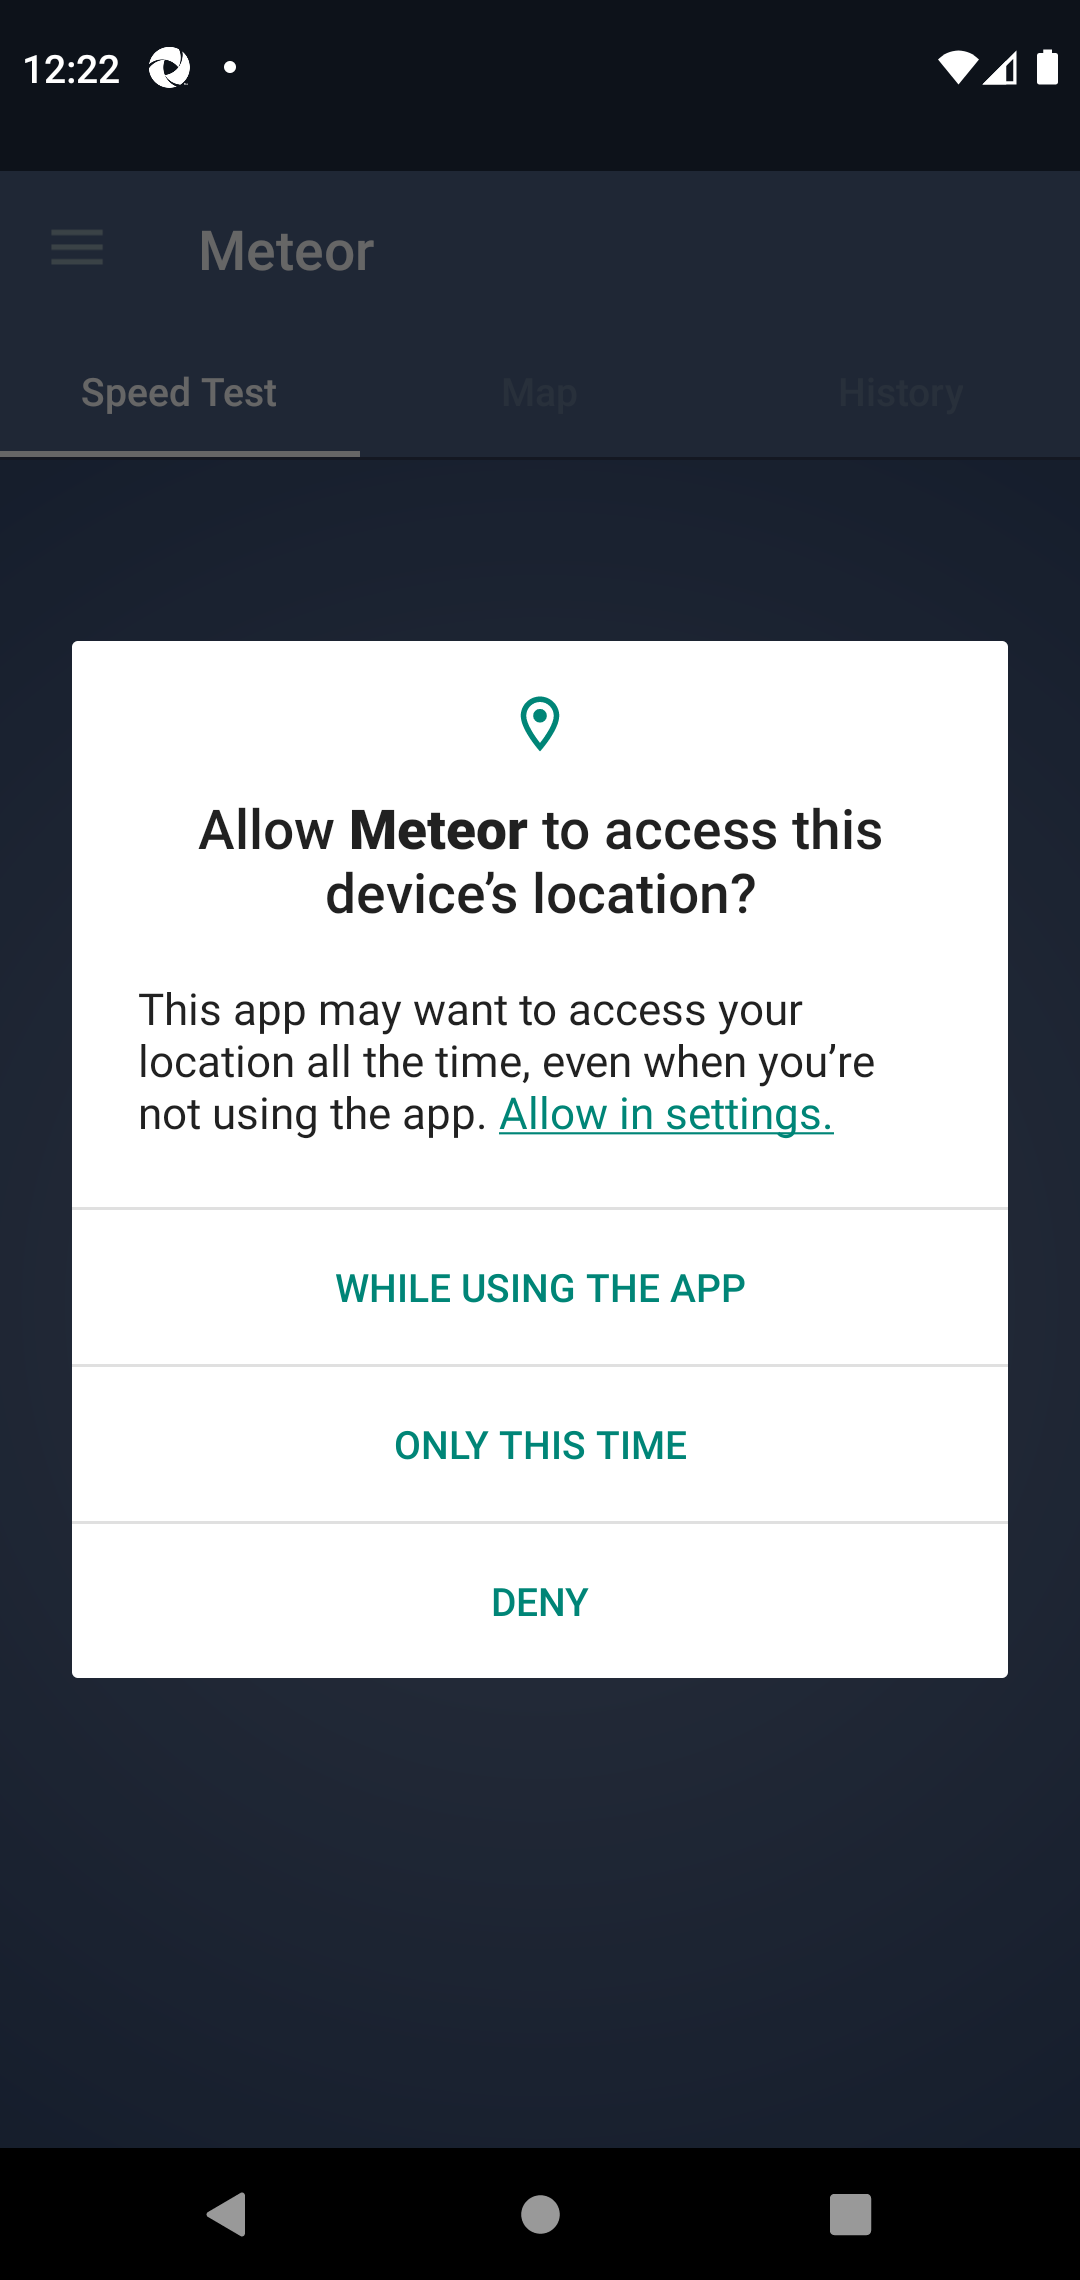 12:22
Meteor
Speed Test
Map
History
Allow Meteor to access this
device’s location?
This app may want to access your
location all the time, even when you’re
not using the app. Allow in settings.
WHILE USING THE APP
ONLY THIS TIME
DENY